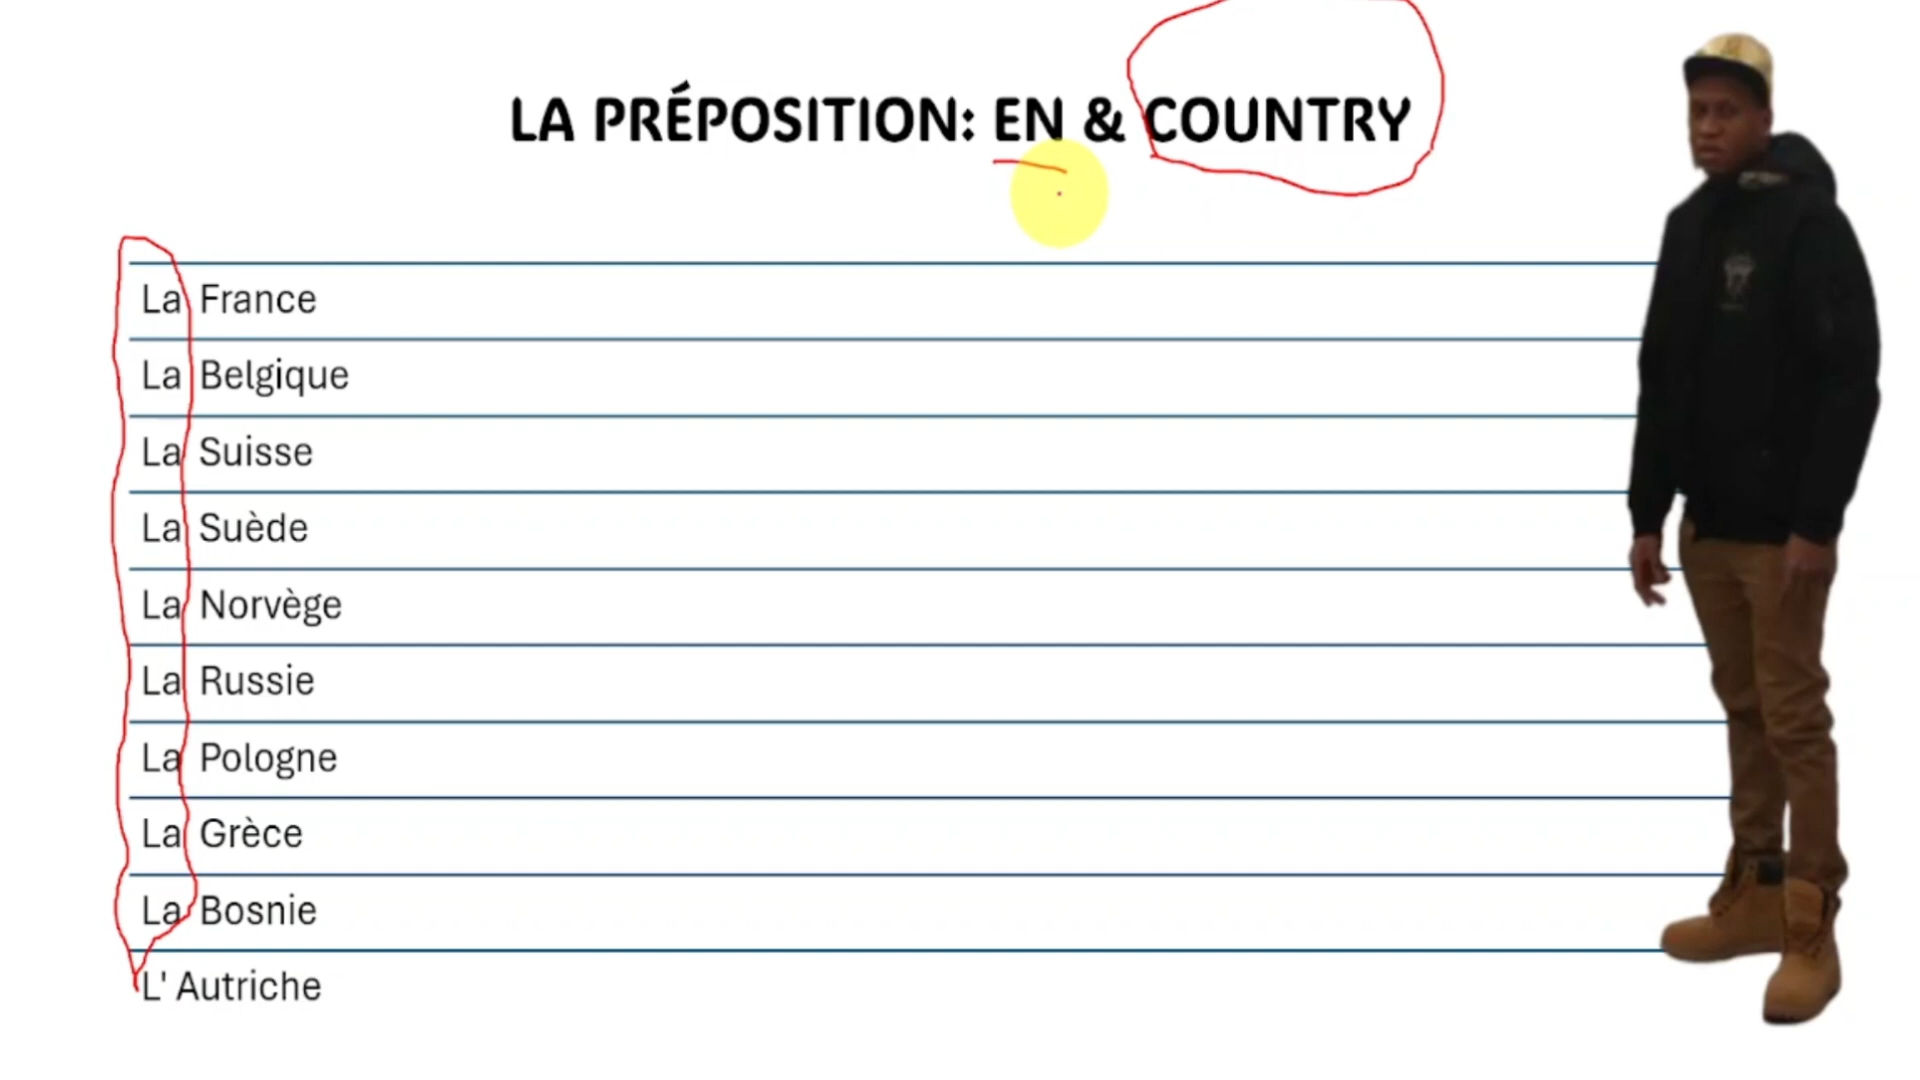 LA PRÉPOSITION: EN & COUNTRY
La France
La Belgique
La Suisse
La Suède
La Norvège
La Russie
La Pologne
La Grèce
La Bosnie
L' Autriche